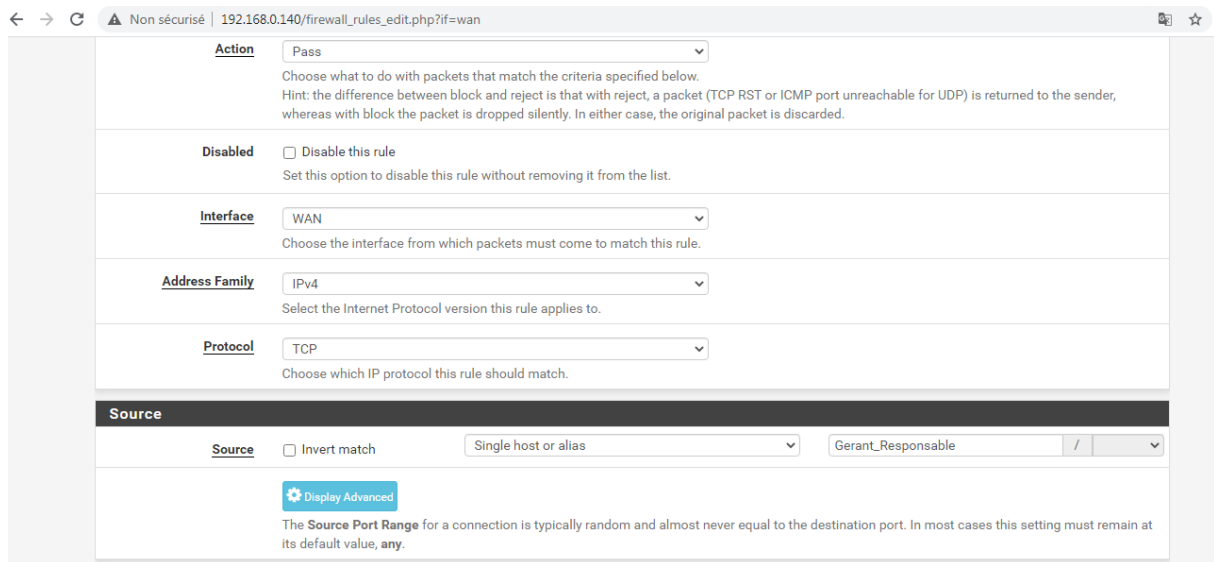 Non sécurisé | 192.168.0.140/firewall_rules_edit.php?if=wan
Action
Pass
Choose what to do with packets that match the criteria specified below.
Hint: the difference between block and reject is that with reject, a packet (TCP RST or ICMP port unreachable for UDP) is returned to the sender,
whereas with block the packet is dropped silently. In either case, the original packet is discarded.
Disabled
Disable this rule
Set this option to disable this rule without removing it from the list.
Interface
WAN
Choose the interface from which packets must come to match this rule.
Address Family
IPv4
Select the Internet Protocol version this rule applies to.
Protocol
TCP
Choose which IP protocol this rule should match.
Source
Source
Invert match
Single host or alias
Gerant_Responsable
/
Display Advanced
The Source Port Range for a connection is typically random and almost never equal to the destination port. In most cases this setting must remain at
its default value, any.